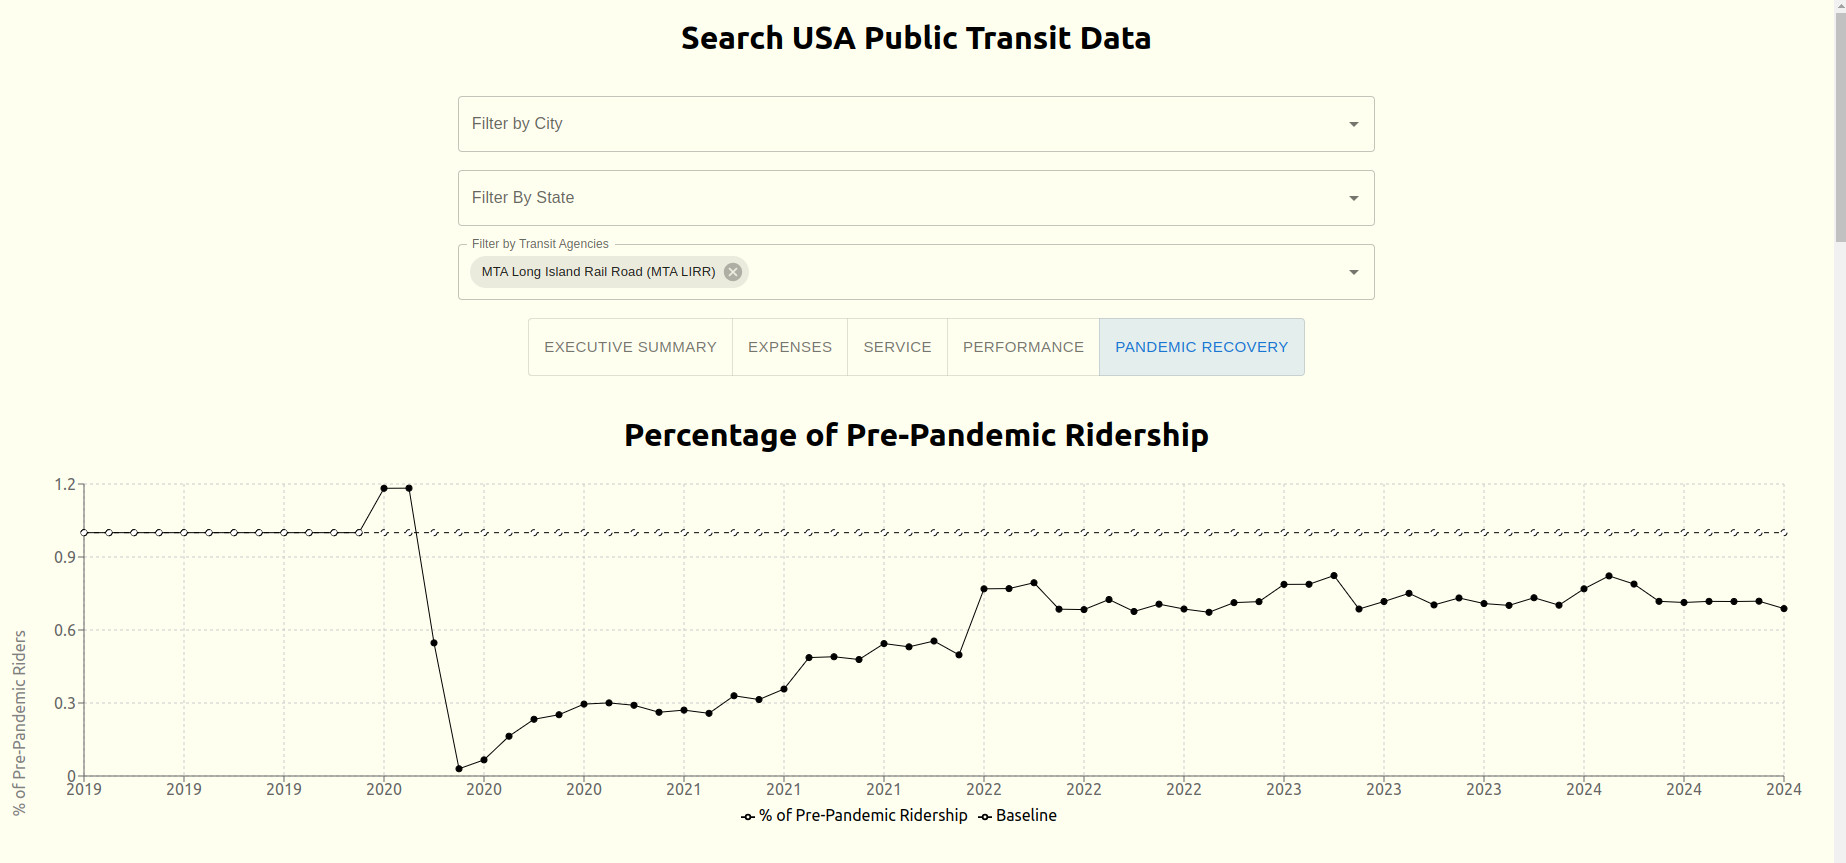 Search USA Public Transit Data
Filter by City
Filter By State
Filter by Transit Agencies
MTA Long Island Rail Road (MTA LIRR)
EXECUTIVE SUMMARY EXPENSES SERVICE PERFORMANCE PANDEMIC RECOVERY
Percentage of Pre-Pandemic Ridership
% of Pre-Pandemic Riders
1.2
0.9
0.6
0.3
0
2019 2019 2019 2020 2020 2020 2021 2021 2021 2022 2022 2022 2023 2023 2023 2024 2024 2024
% of Pre-Pandemic Ridership Baseline